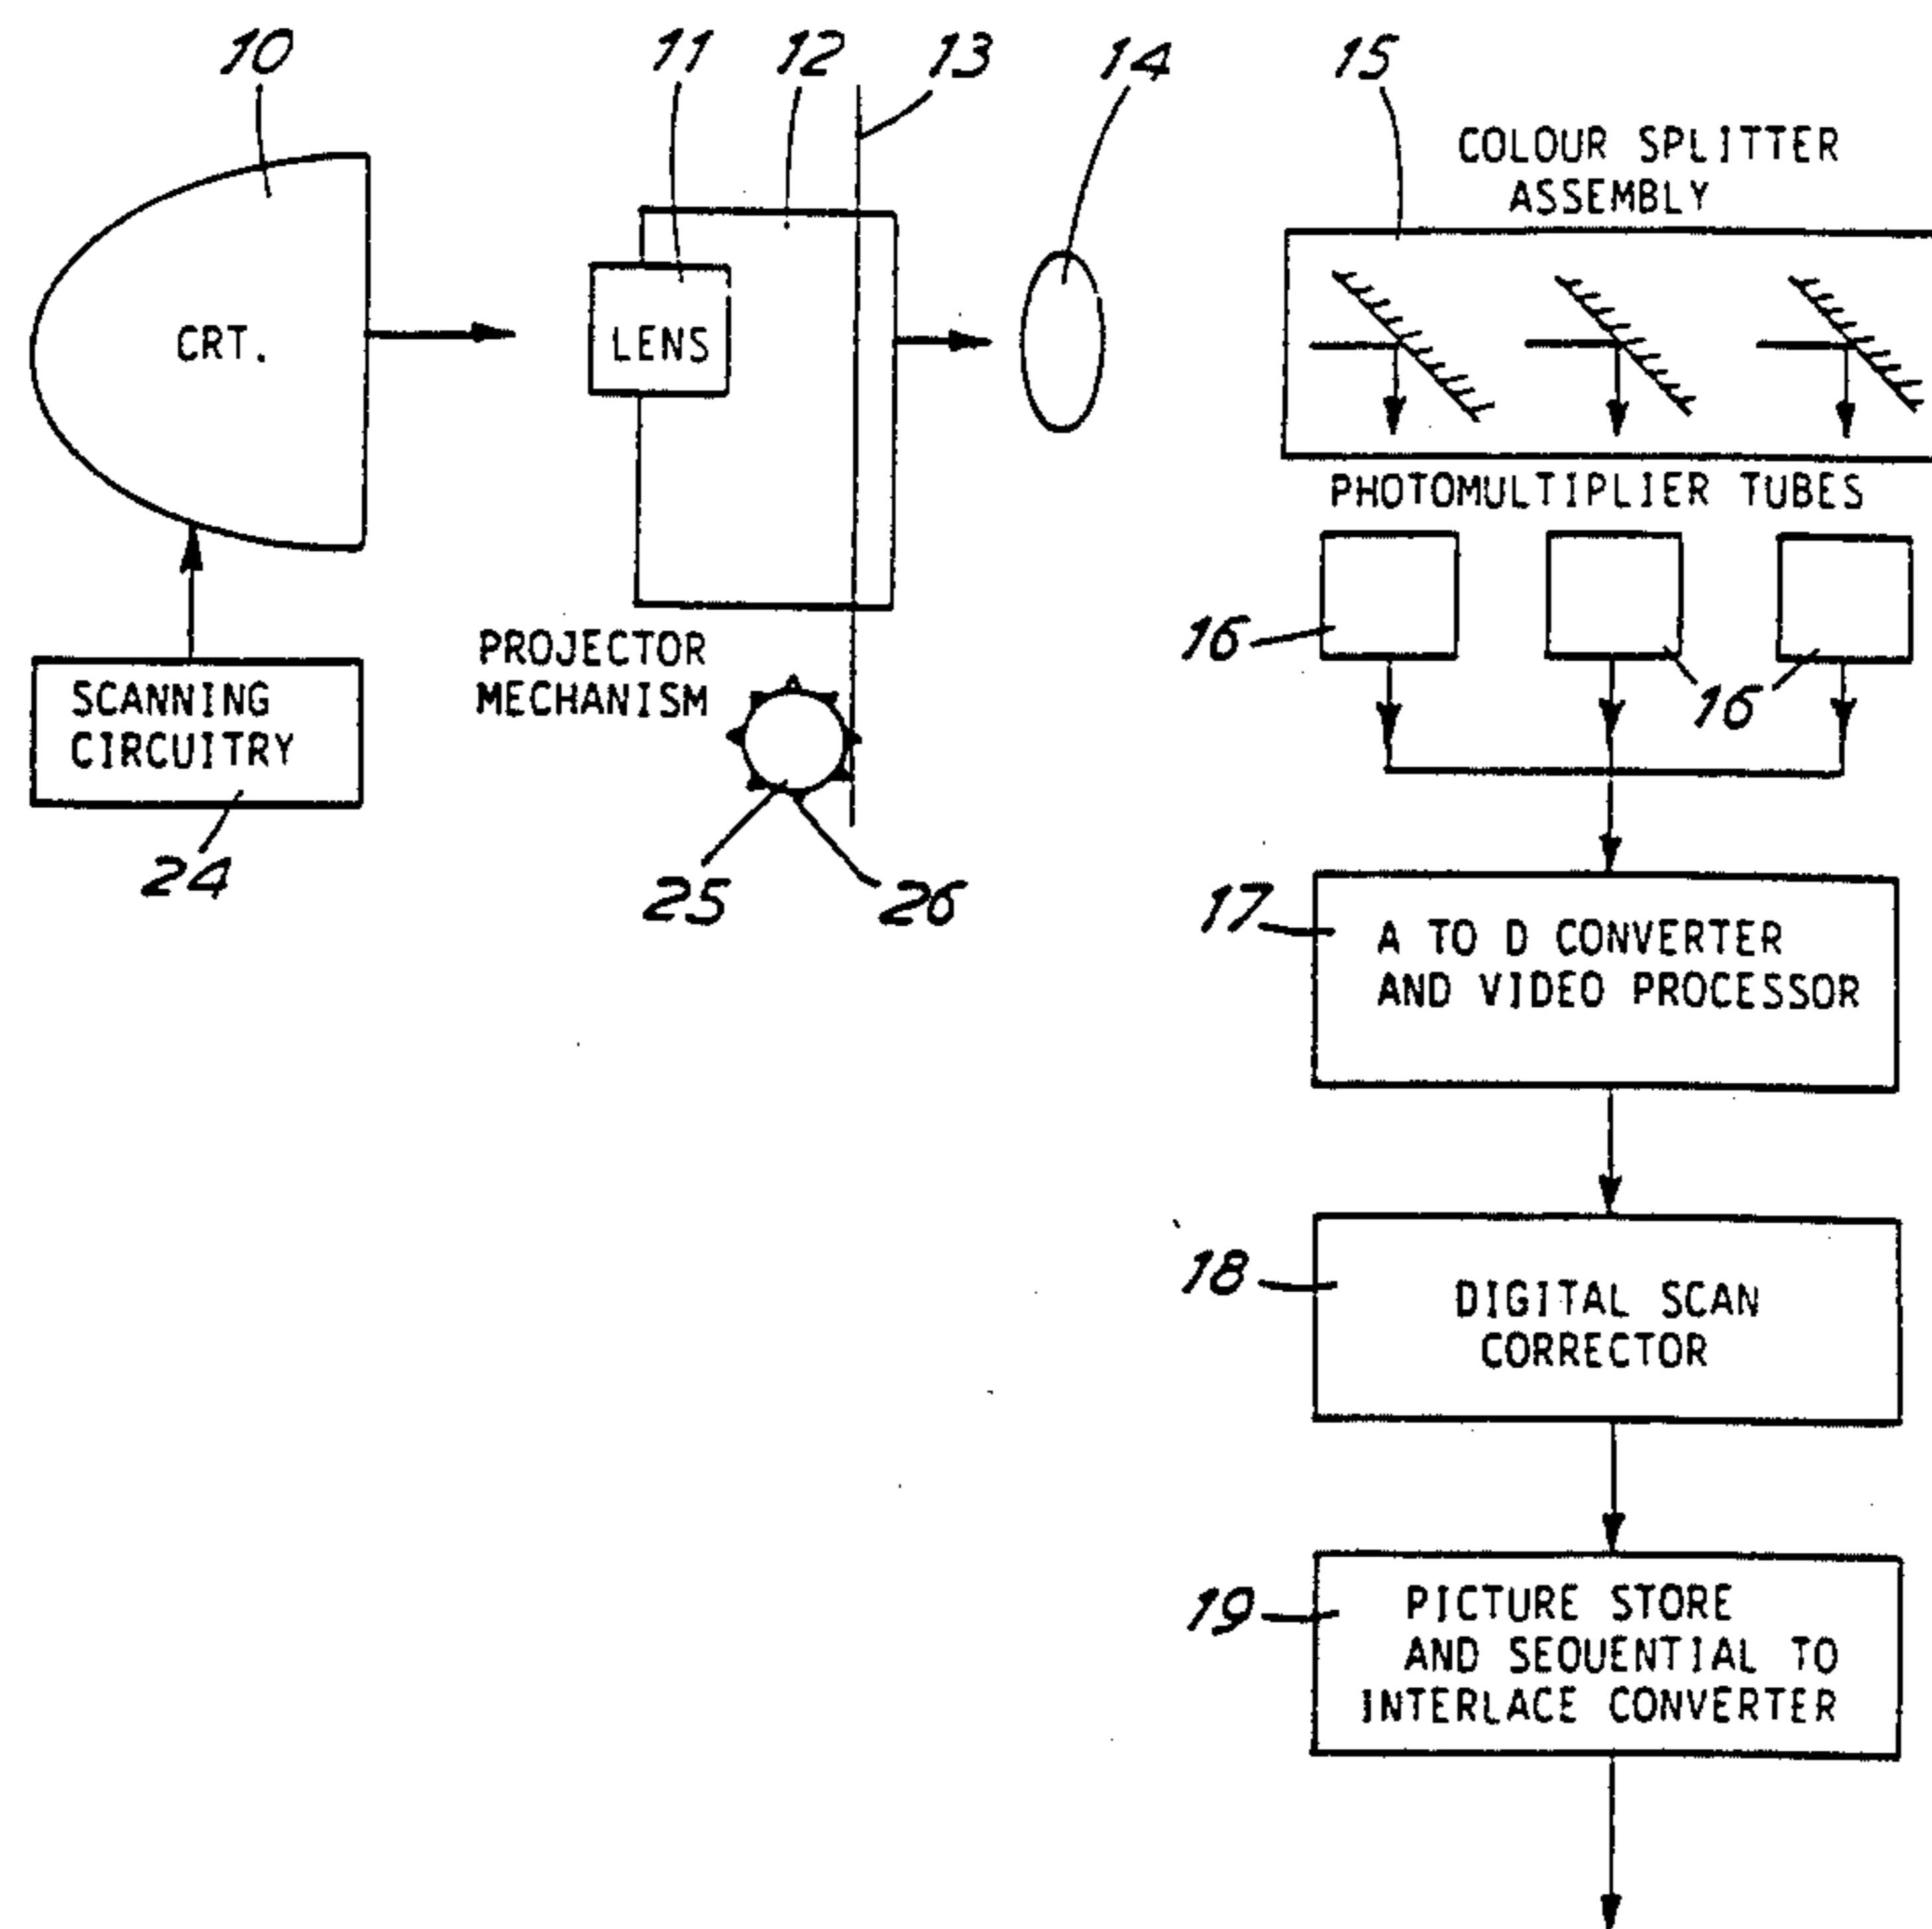 10
11
12
13
14
15
COLOUR SPLITTER
ASSEMBLY
CRT.
LENS
PHOTOMULTIPLIER TUBES
16
16
PROJECTOR
MECHANISM
SCANNING
CIRCUITRY
24
25
26
17
A TO D CONVERTER
AND VIDEO PROCESSOR
18
DIGITAL SCAN
CORRECTOR
19
PICTURE STORE
AND SEQUENTIAL TO
INTERLACE CONVERTER